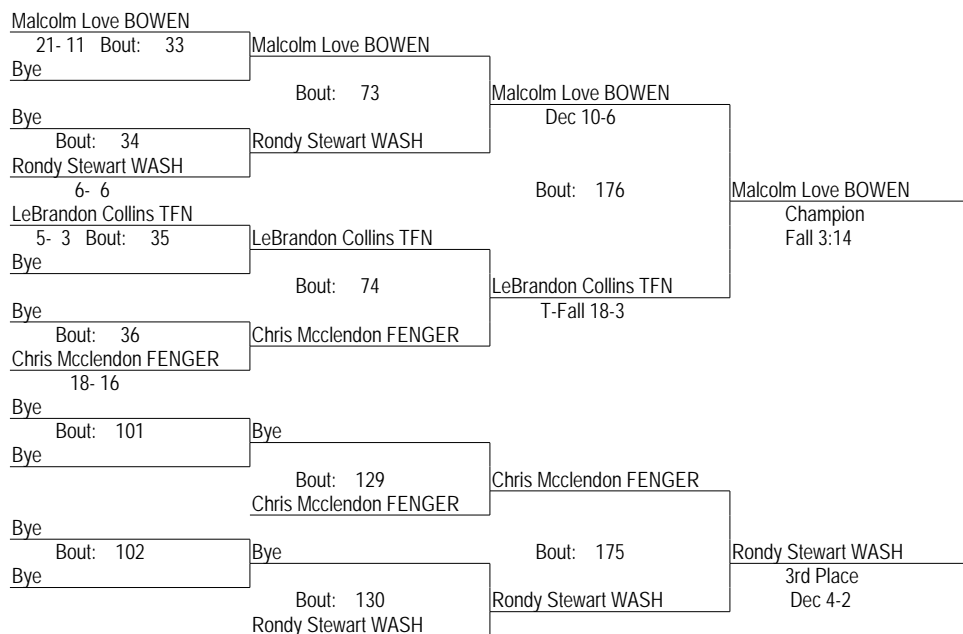 Malcolm Love BOWEN
21- 11 Bout: 33
Malcolm Love BOWEN
Bye
Bout: 73
Malcolm Love BOWEN
Bye
Dec 10-6
Bout: 34
Rondy Stewart WASH
Rondy Stewart WASH
6- 6
Bout: 176
Malcolm Love BOWEN
LeBrandon Collins TFN
Champion
5- 3 Bout: 35
LeBrandon Collins TFN
Fall 3:14
Bye
Bout: 74
LeBrandon Collins TFN
Bye
T-Fall 18-3
Bout: 36
Chris Mcclendon FENGER
Chris Mcclendon FENGER
18- 16
Bye
Bout: 101
Bye
Bye
Bout: 129
Chris Mcclendon FENGER
Chris Mcclendon FENGER
Bye
Bout: 102
Bye
Bout: 175
Rondy Stewart WASH
Bye
3rd Place
Bout: 130
Rondy Stewart WASH
Dec 4-2
Rondy Stewart WASH